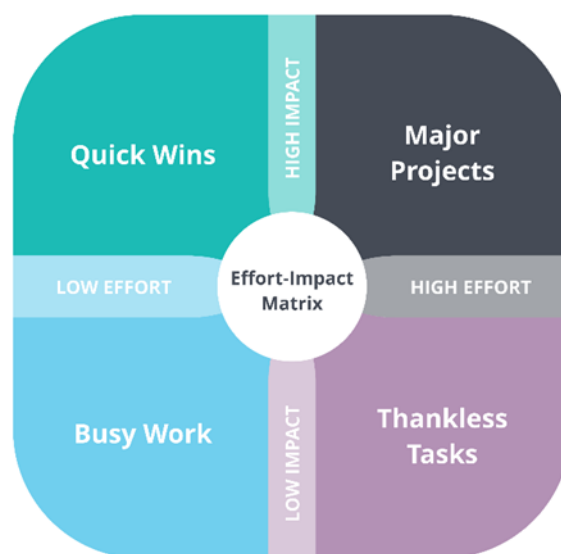 HIGH IMPACT
Quick Wins
Major
Projects
LOW EFFORT
Effort-Impact
Matrix
HIGH EFFORT
Busy Work
Thankless
Tasks
LOW IMPACT